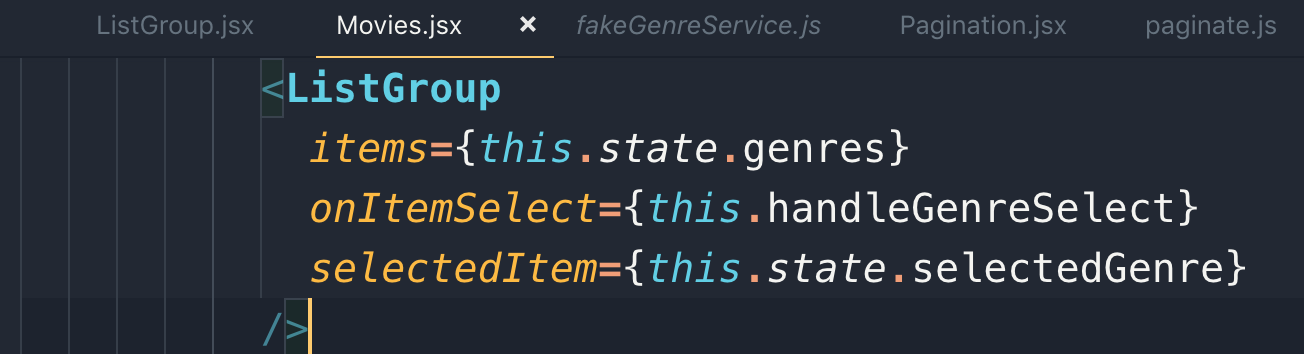 ListGroup.jsx Movies.jsx × fakeGenreService.js Pagination.jsx paginate.js
<ListGroup
items={this.state.genres}
onItemSelect={this.handleGenreSelect}
selectedItem={this.state.selectedGenre}
/>